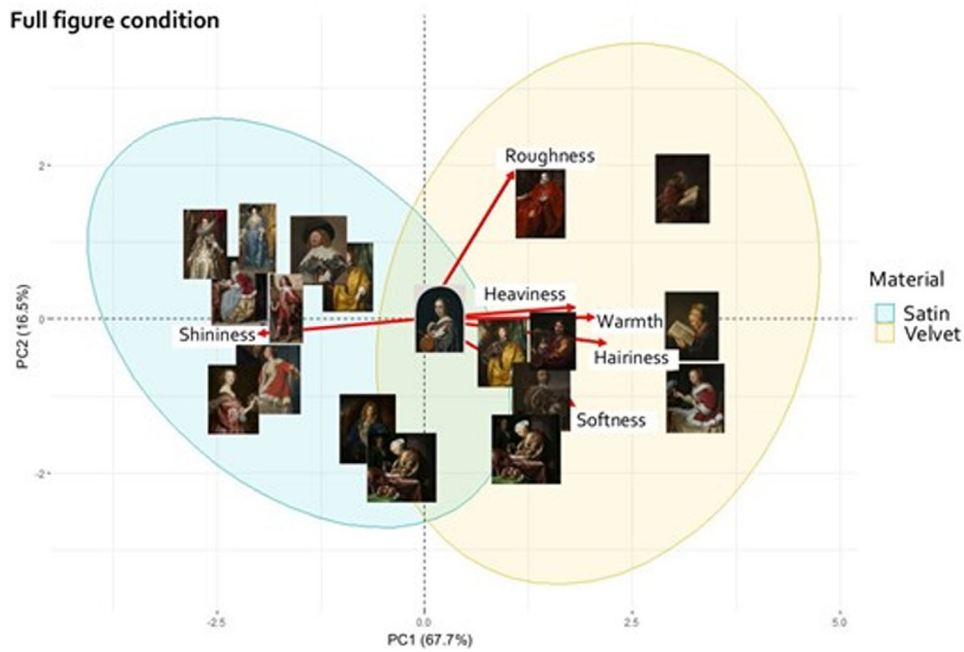 Full figure condition
PC2 (16.5%)
2
0
-2
Roughness
Heaviness
Warmth
Hairiness
Shininess
Softness
Material
Satin
Velvet
-2.5
0.0
2.5
5.0
PC1 (67.7%)